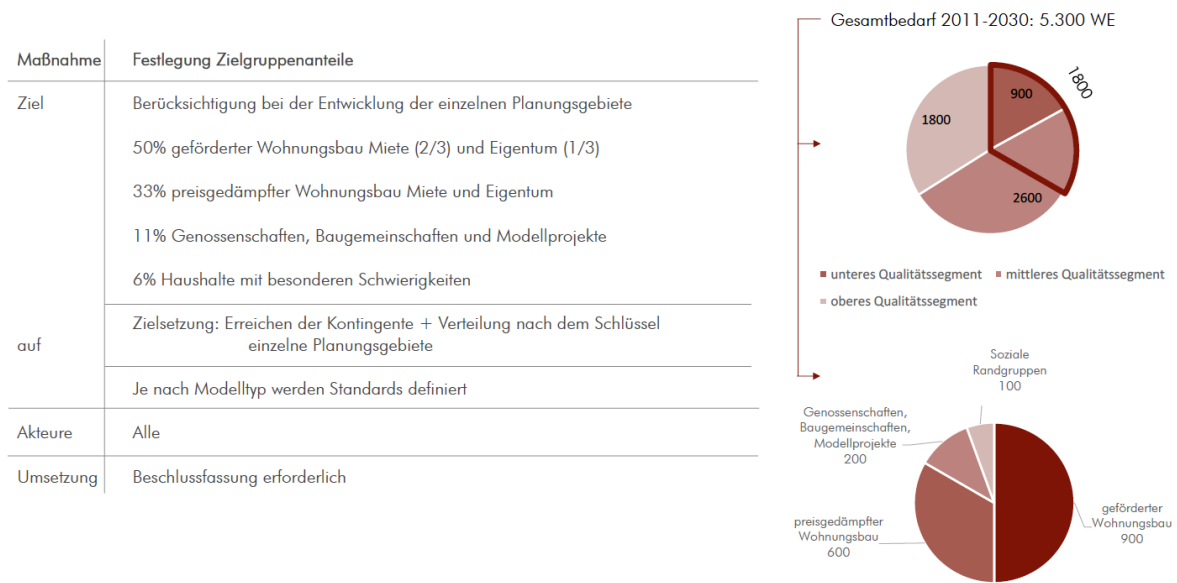 Gesamtbedarf 2011-2030: 5.300 WE
Maßnahme
Festlegung Zielgruppenanteile
Ziel
Berücksichtigung bei der Entwicklung der einzelnen Planungsgebiete
50% geförderter Wohnungsbau Miete (2/3) und Eigentum (1/3)
33% preisgedämpfter Wohnungsbau Miete und Eigentum
11% Genossenschaften, Baugemeinschaften und Modellprojekte
6% Haushalte mit besonderen Schwierigkeiten
auf
Zielsetzung: Erreichen der Kontingente + Verteilung nach dem Schlüssel
einzelne Planungsgebiete
Je nach Modelltyp werden Standards definiert
Akteure
Alle
Umsetzung
Beschlussfassung erforderlich
900
1800
1800
2600
unteres Qualitätssegment
mittleres Qualitätssegment
oberes Qualitätssegment
Soziale
Randgruppen
100
Genossenschaften,
Baugemeinschaften,
Modellprojekte
200
preisgedämpfter
Wohnungsbau
600
geförderter
Wohnungsbau
900